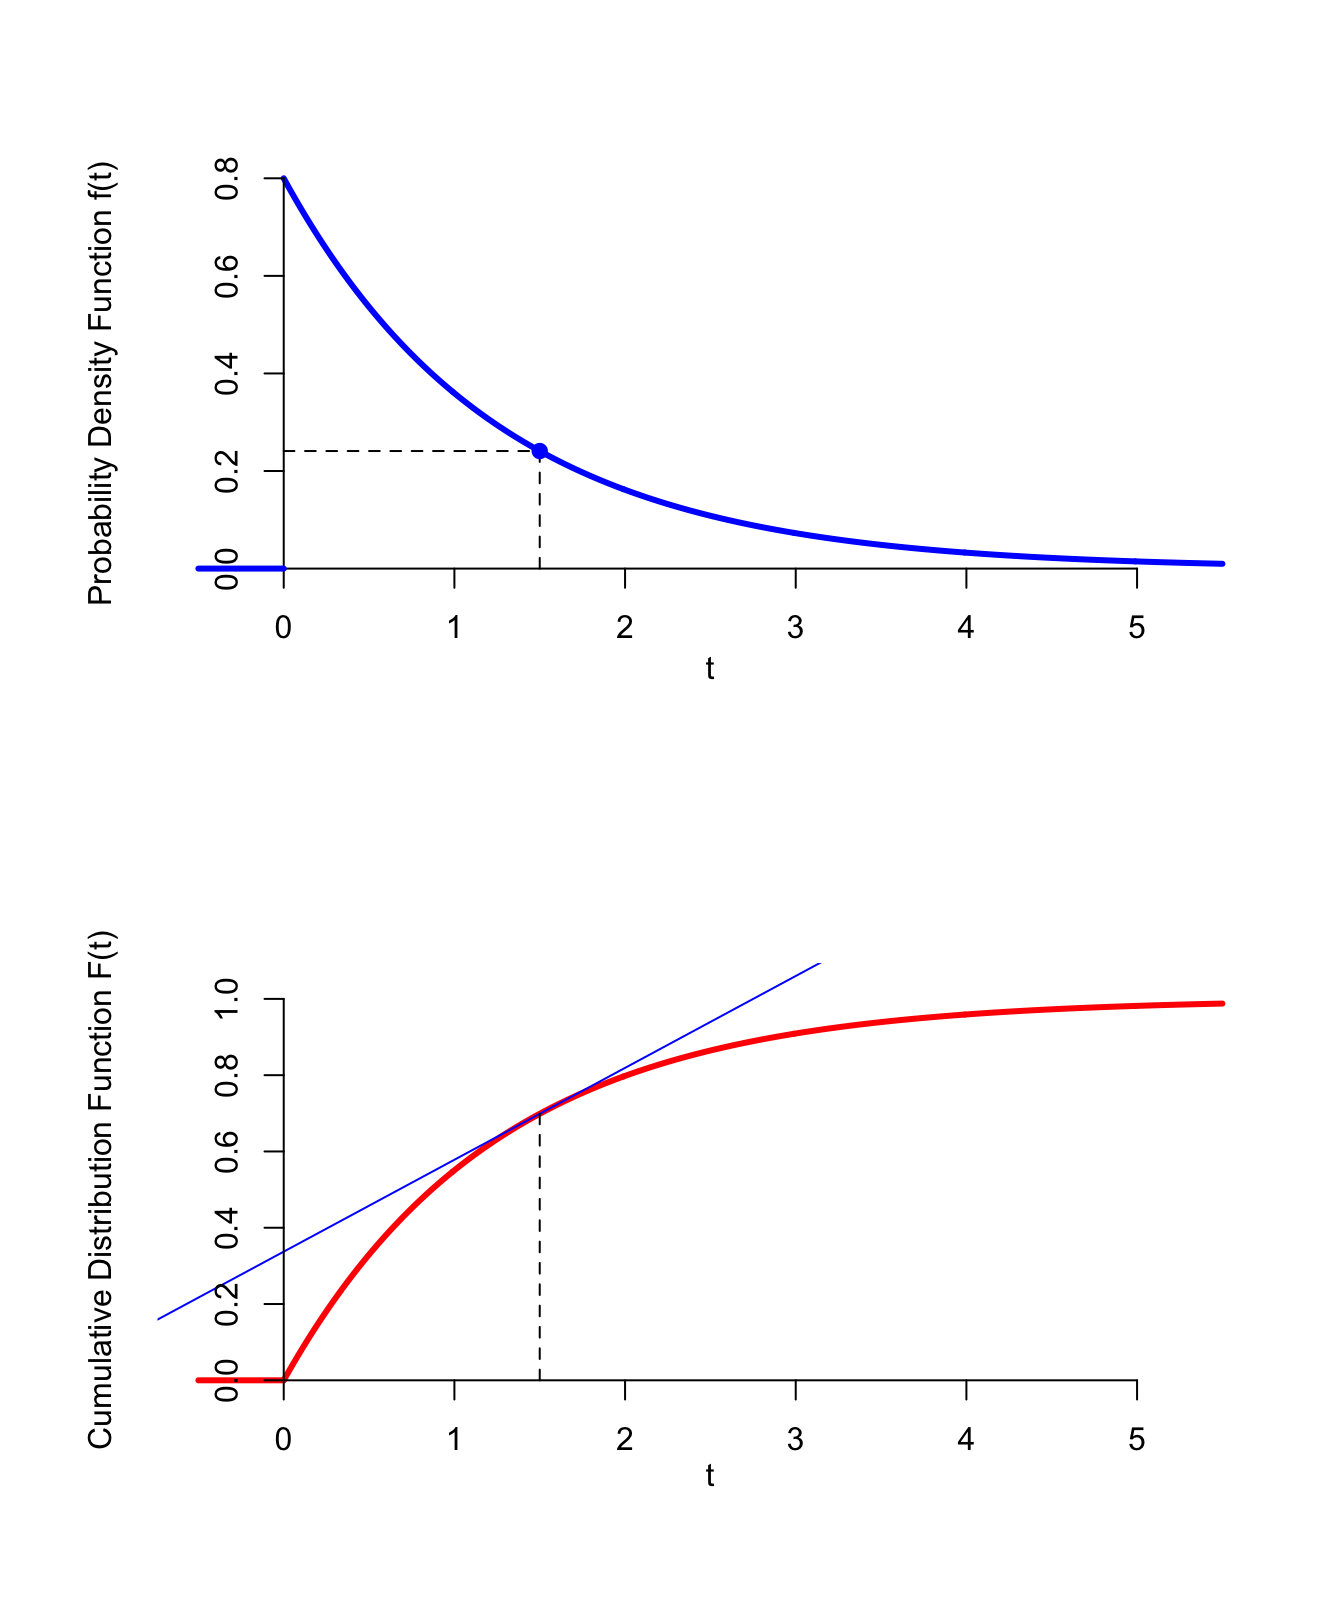 Probability Density Function f(t)
0.0 0.2 0.4 0.6 0.8
0 1 2 3 4 5
t
Cumulative Distribution Function F(t)
0.0 0.2 0.4 0.6 0.8 1.0
0 1 2 3 4 5
t